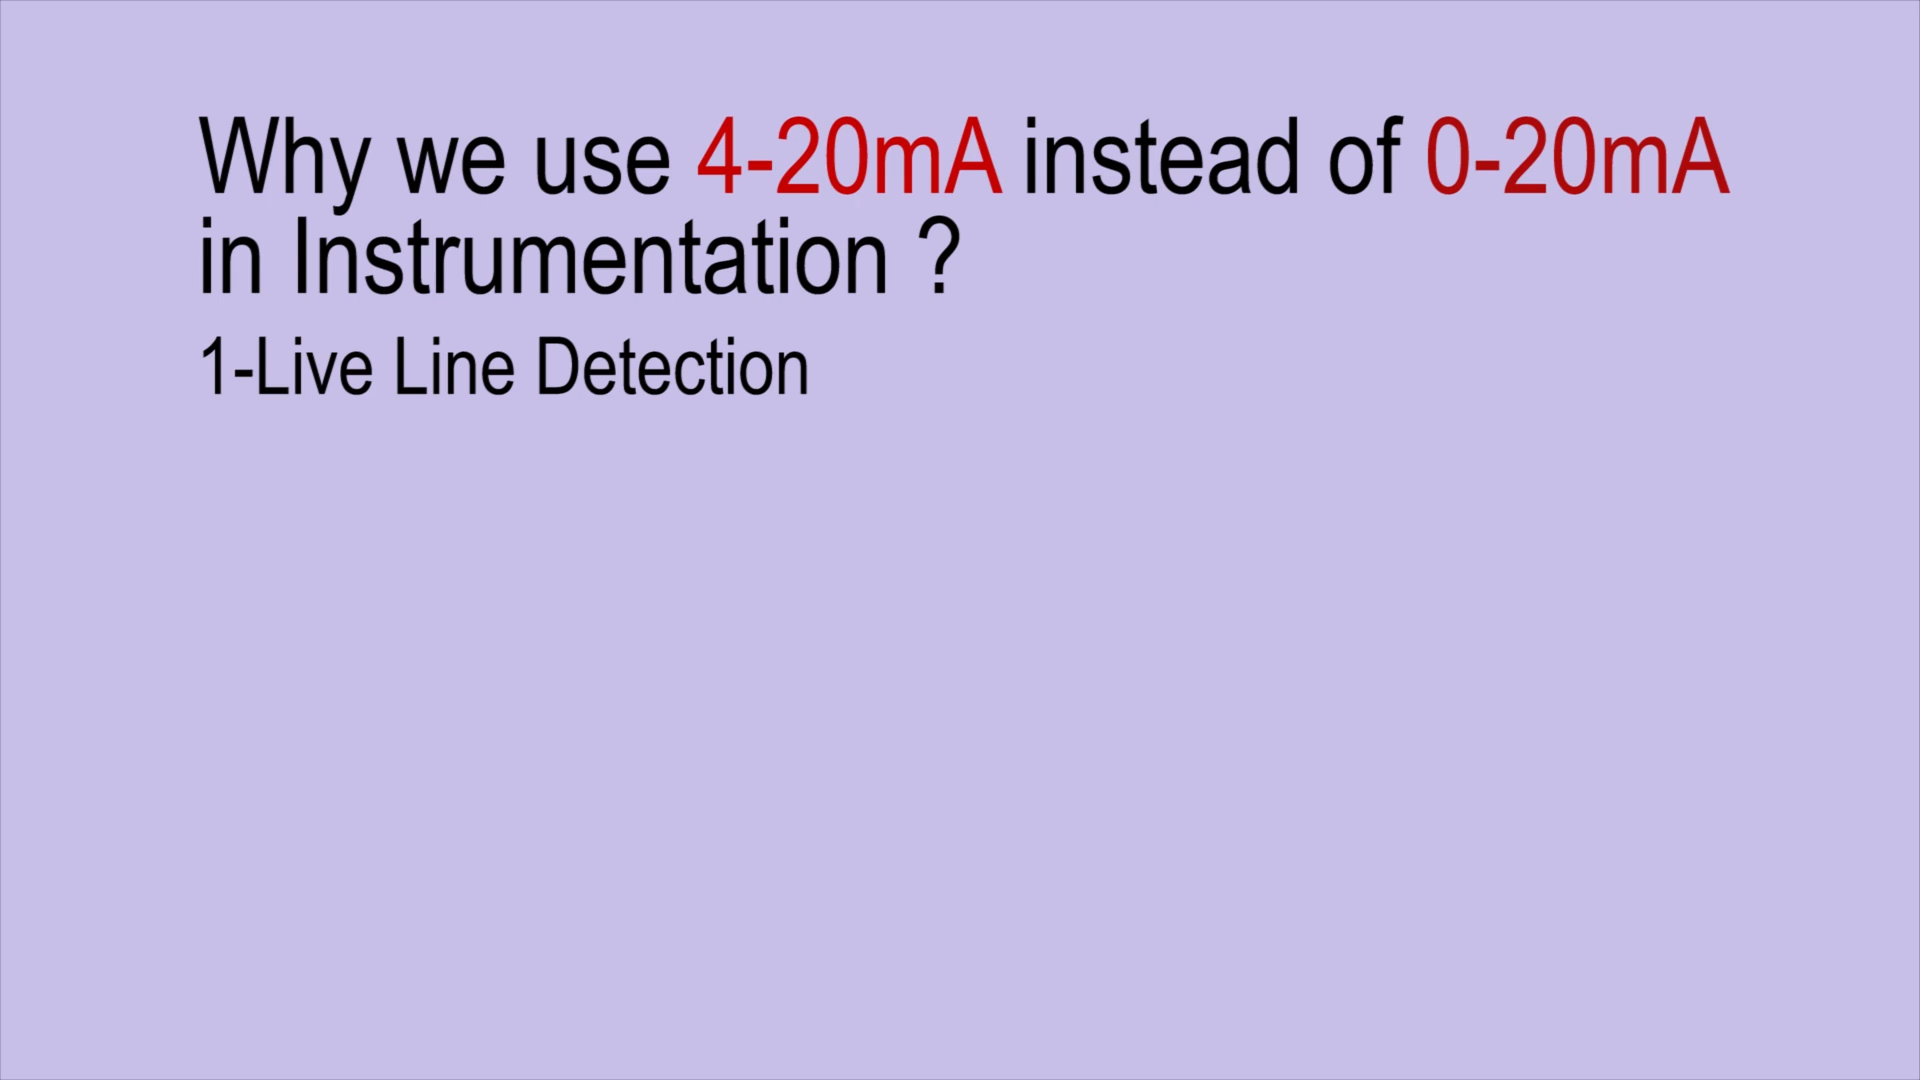 Why we use 4-20mA instead of 0-20mA
in Instrumentation ?
1-Live Line Detection